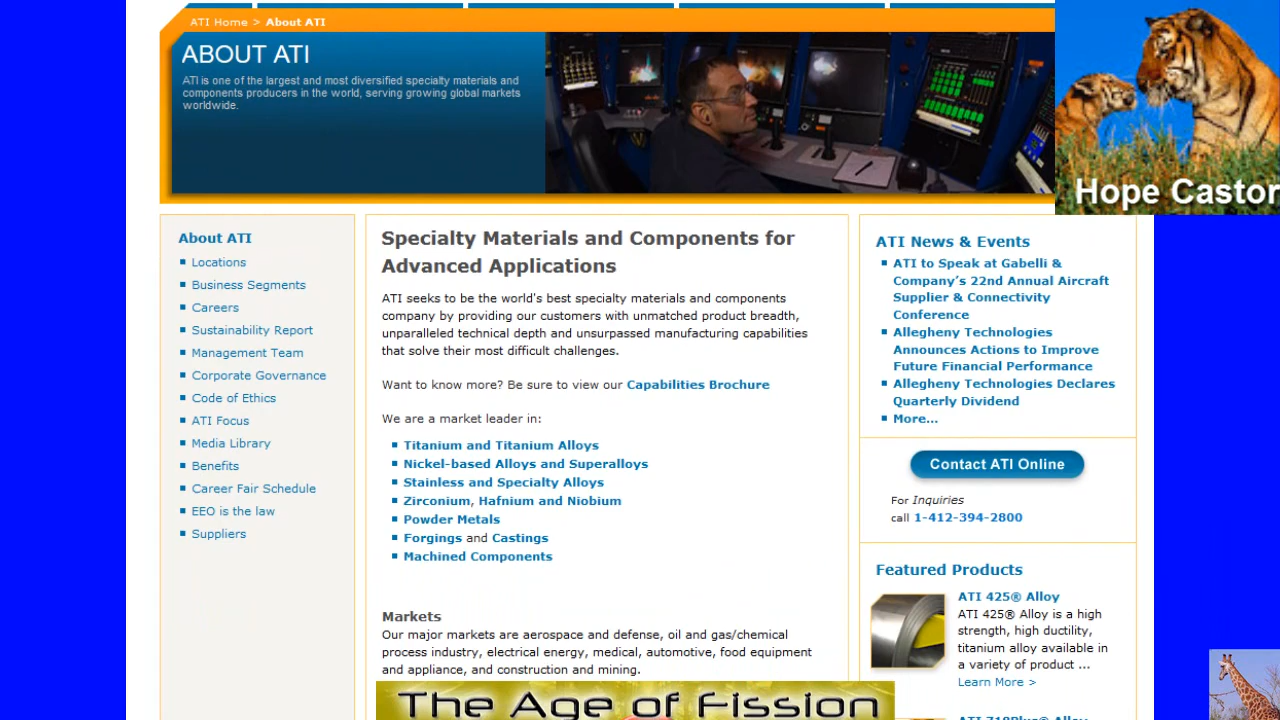 ATI Home > About ATI
ABOUT ATI
ATI is one of the largest and most diversified specialty materials and
components producers in the world, serving growing global markets
worldwide.
Hope Castor
About ATI
Locations
Business Segments
Careers
Sustainability Report
Management Team
Corporate Governance
Code of Ethics
ATI Focus
Media Library
Benefits
Career Fair Schedule
EEO is the law
Suppliers
Specialty Materials and Components for
Advanced Applications
ATI seeks to be the world's best specialty materials and components
company by providing our customers with unmatched product breadth,
unparalleled technical depth and unsurpassed manufacturing capabilities
that solve their most difficult challenges.
Want to know more? Be sure to view our Capabilities Brochure
We are a market leader in:
Titanium and Titanium Alloys
Nickel-based Alloys and Superalloys
Stainless and Specialty Alloys
Zirconium, Hafnium and Niobium
Powder Metals
Forgings and Castings
Machined Components
Markets
Our major markets are aerospace and defense, oil and gas/chemical
process industry, electrical energy, medical, automotive, food equipment
and appliance, and construction and mining.
The Age of Fission
ATI News & Events
ATI to Speak at Gabelli &
Company’s 22nd Annual Aircraft
Supplier & Connectivity
Conference
Allegheny Technologies
Announces Actions to Improve
Future Financial Performance
Allegheny Technologies Declares
Quarterly Dividend
More...
Contact ATI Online
For Inquiries
call 1-412-394-2800
Featured Products
ATI 425® Alloy
ATI 425® Alloy is a high
strength, high ductility,
titanium alloy available in
a variety of product ...
Learn More >
ATI 718Plus® Alloy